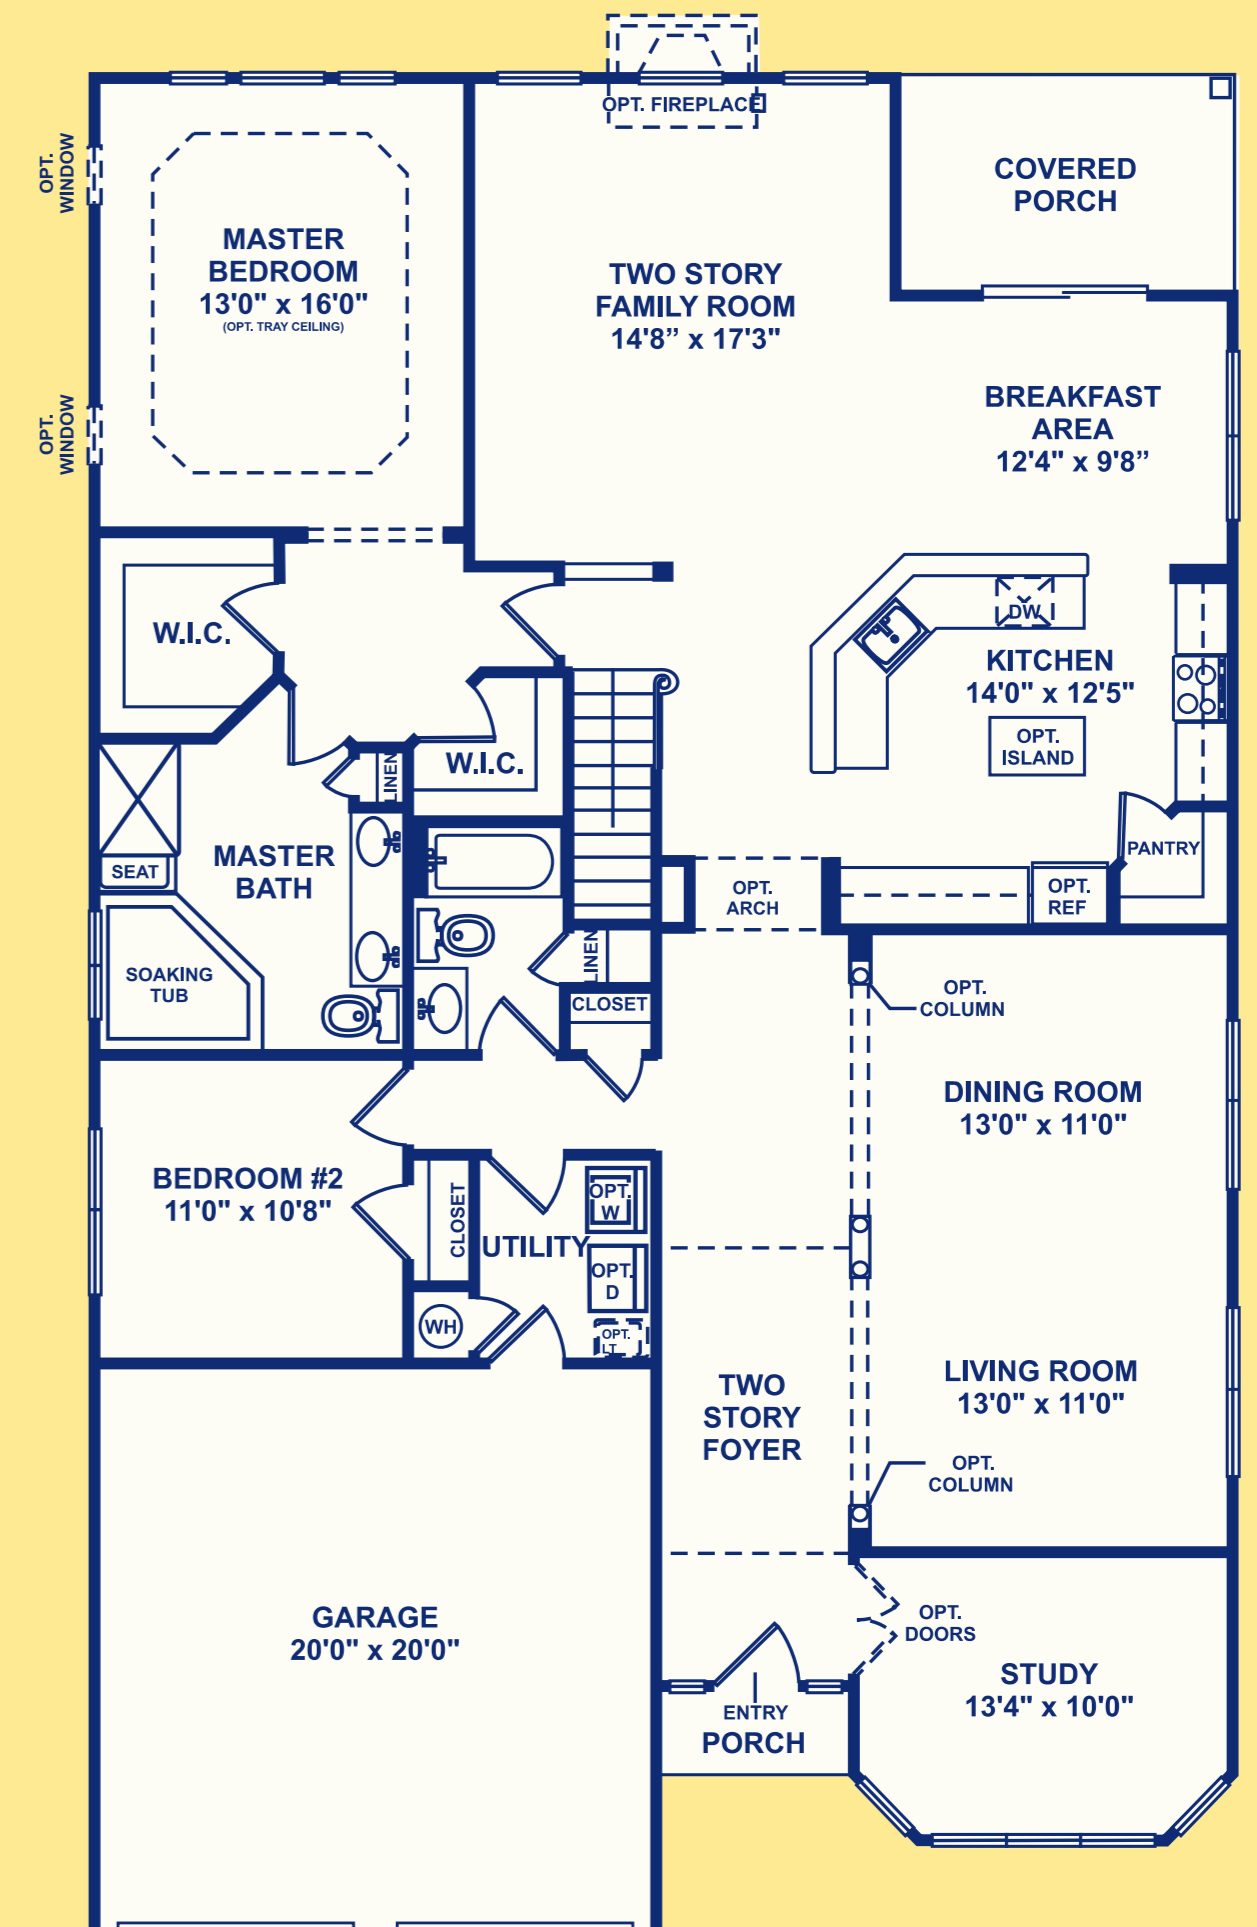 OPT. FIREPLACE
COVERED
PORCH
OPT.
WINDOW
MASTER
BEDROOM
13'0" x 16'0"
(OPT. TRAY CEILING)
TWO STORY
FAMILY ROOM
14'8” x 17'3"
OPT.
WINDOW
BREAKFAST
AREA
12'4" x 9'8”
W.I.C.
DW
KITCHEN
14'0" x 12'5"
OPT.
ISLAND
W.I.C.
LINEN
PANTRY
SEAT
MASTER
BATH
OPT.
ARCH
OPT.
REF
SOAKING
TUB
LINEN
CLOSET
OPT.
COLUMN
DINING ROOM
13'0" x 11'0"
BEDROOM #2
11'0" x 10'8"
CLOSET
UTILITY
OPT.
W
OPT.
D
OPT.
LT
WH
TWO
STORY
FOYER
LIVING ROOM
13'0" x 11'0"
OPT.
COLUMN
GARAGE
20'0" x 20'0"
OPT.
DOORS
STUDY
13'4" x 10'0"
ENTRY
PORCH